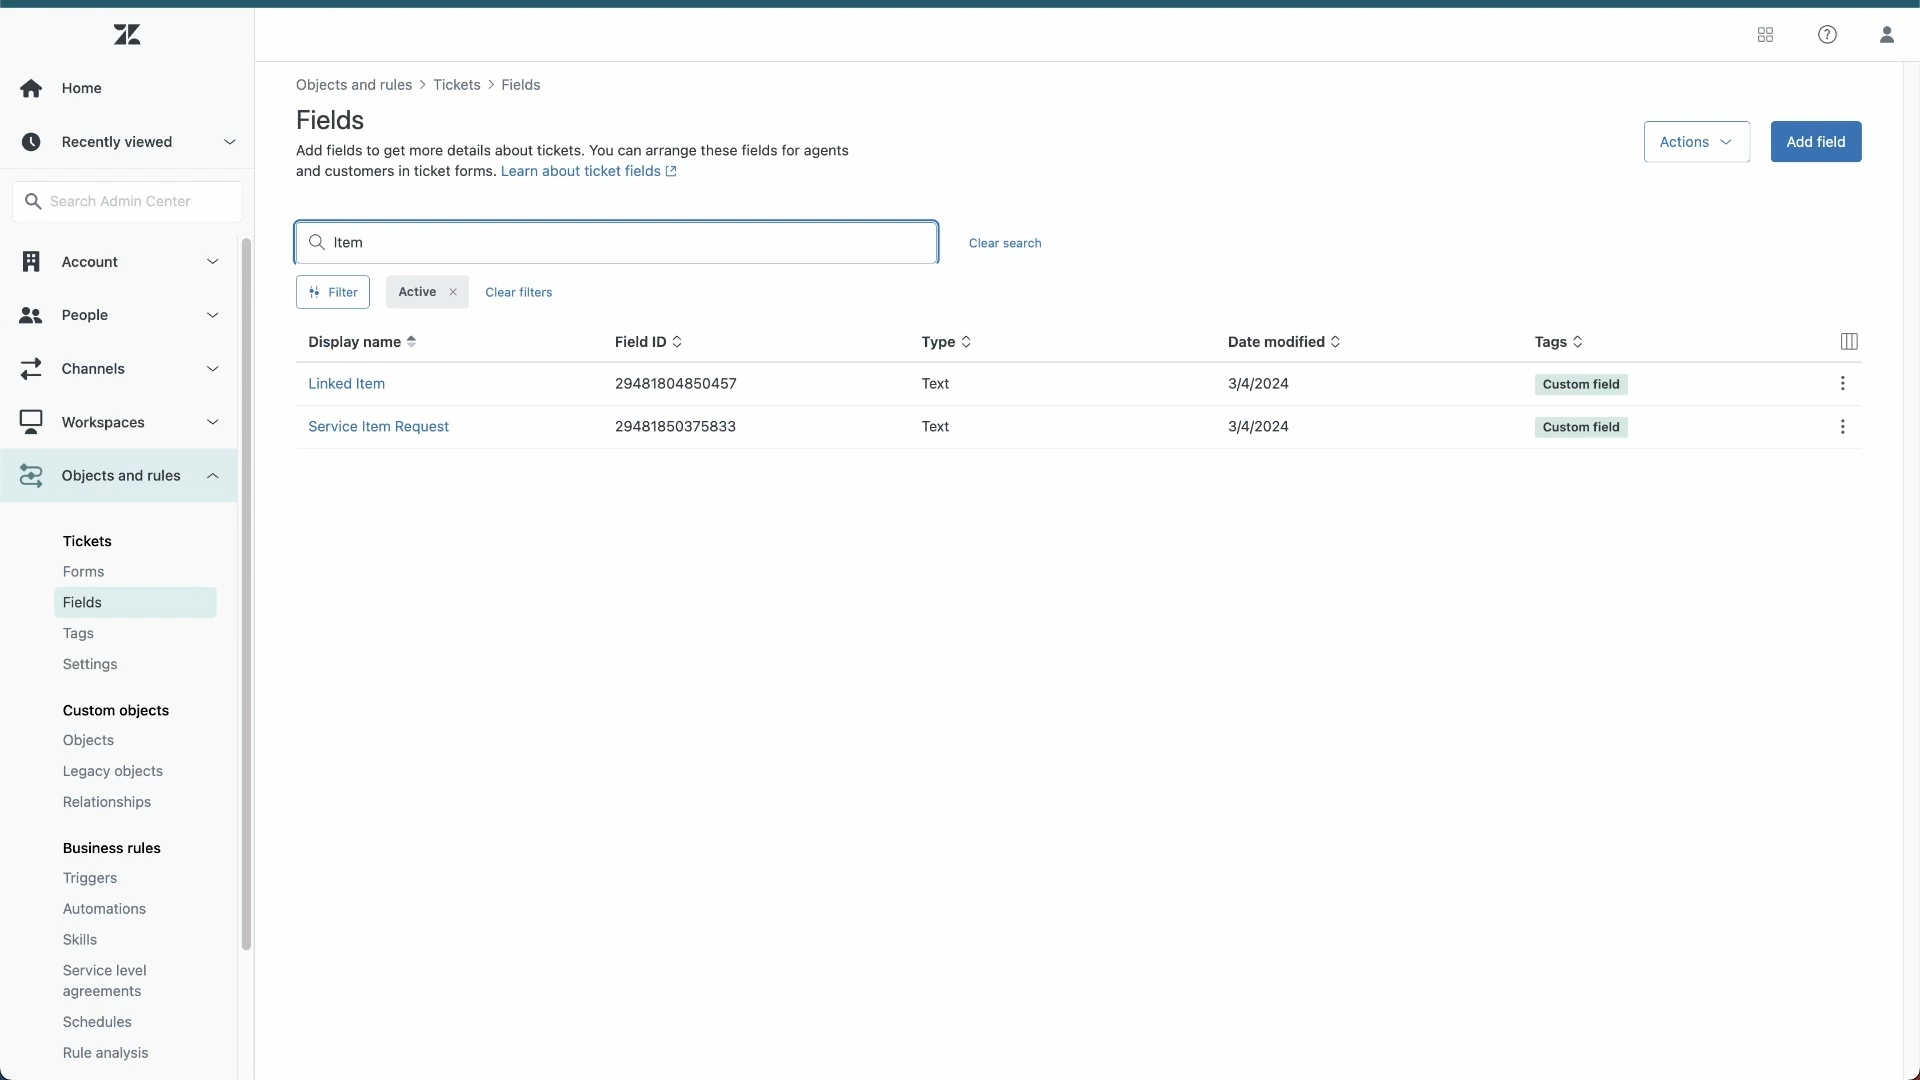 Home
Recently viewed
Search Admin Center
Account
People
Channels
Workspaces
Objects and rules
Tickets
Forms
Fields
Tags
Settings
Custom objects
Objects
Legacy objects
Relationships
Business rules
Triggers
Automations
Skills
Service level
agreements
Schedules
Rule analysis
Objects and rules > Tickets > Fields
Fields
Add fields to get more details about tickets. You can arrange these fields for agents
and customers in ticket forms. Learn about ticket fields
Actions
Add field
Item
Clear search
Filter
Active ×
Clear filters
Display name Field ID Type Date modified Tags
Linked Item 29481804850457 Text 3/4/2024 Custom field
Service Item Request 29481850375833 Text 3/4/2024 Custom field